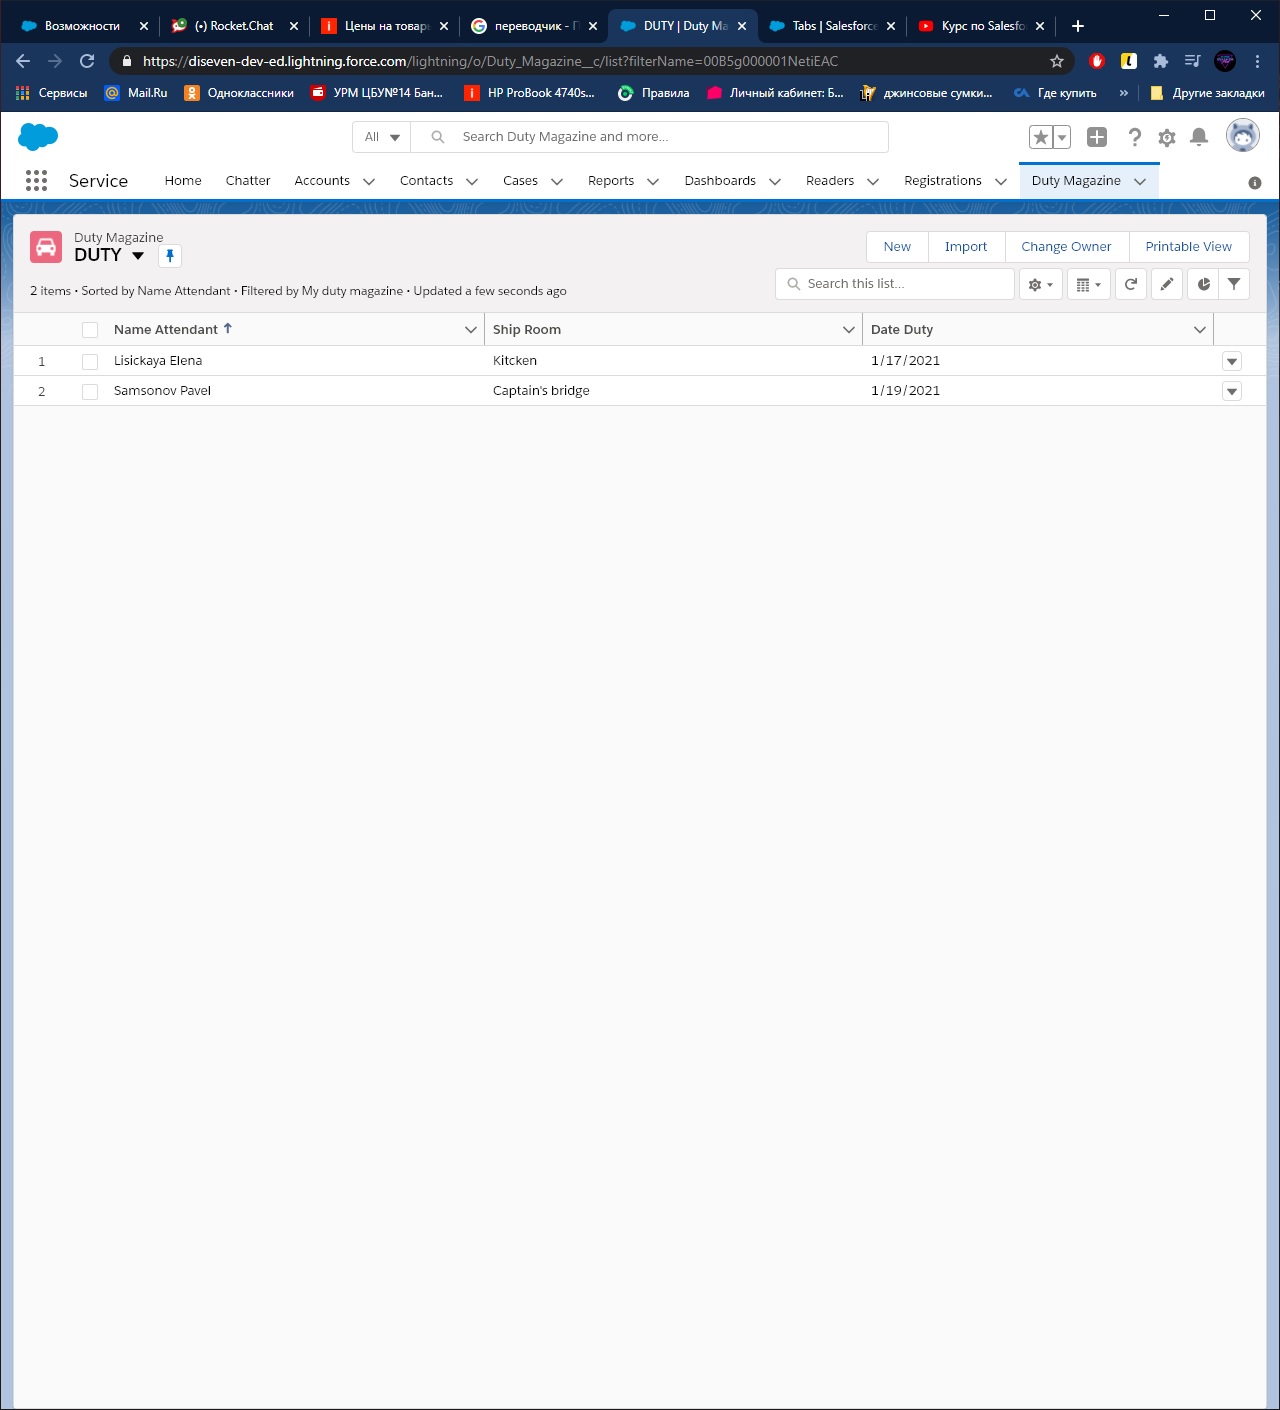 Возможности
(•) Rocket.Chat
Цены на товар
переводчик - П
DUTY | Duty Ma
Tabs | Salesforce
Курс по Salesfo
https://diseven-dev-ed.lightning.force.com/lightning/o/Duty_Magazine__c/list?filterName=00B5g000001NetiEAC
Сервисы
Mail.Ru
Одноклассники
УРМ ЦБУ№14 Бан...
HP ProBook 4740s...
Правила
Личный кабинет: Б...
джинсовые сумки...
Где купить
»
Другие закладки
All
Search Duty Magazine and more...
Service
Home
Chatter
Accounts
Contacts
Cases
Reports
Dashboards
Readers
Registrations
Duty Magazine
Duty Magazine
DUTY
New
Import
Change Owner
Printable View
2 items • Sorted by Name Attendant • Filtered by My duty magazine • Updated a few seconds ago
Search this list...
Name Attendant ↑ Ship Room Date Duty
1 Lisickaya Elena Kitcken 1/17/2021
2 Samsonov Pavel Captain's bridge 1/19/2021